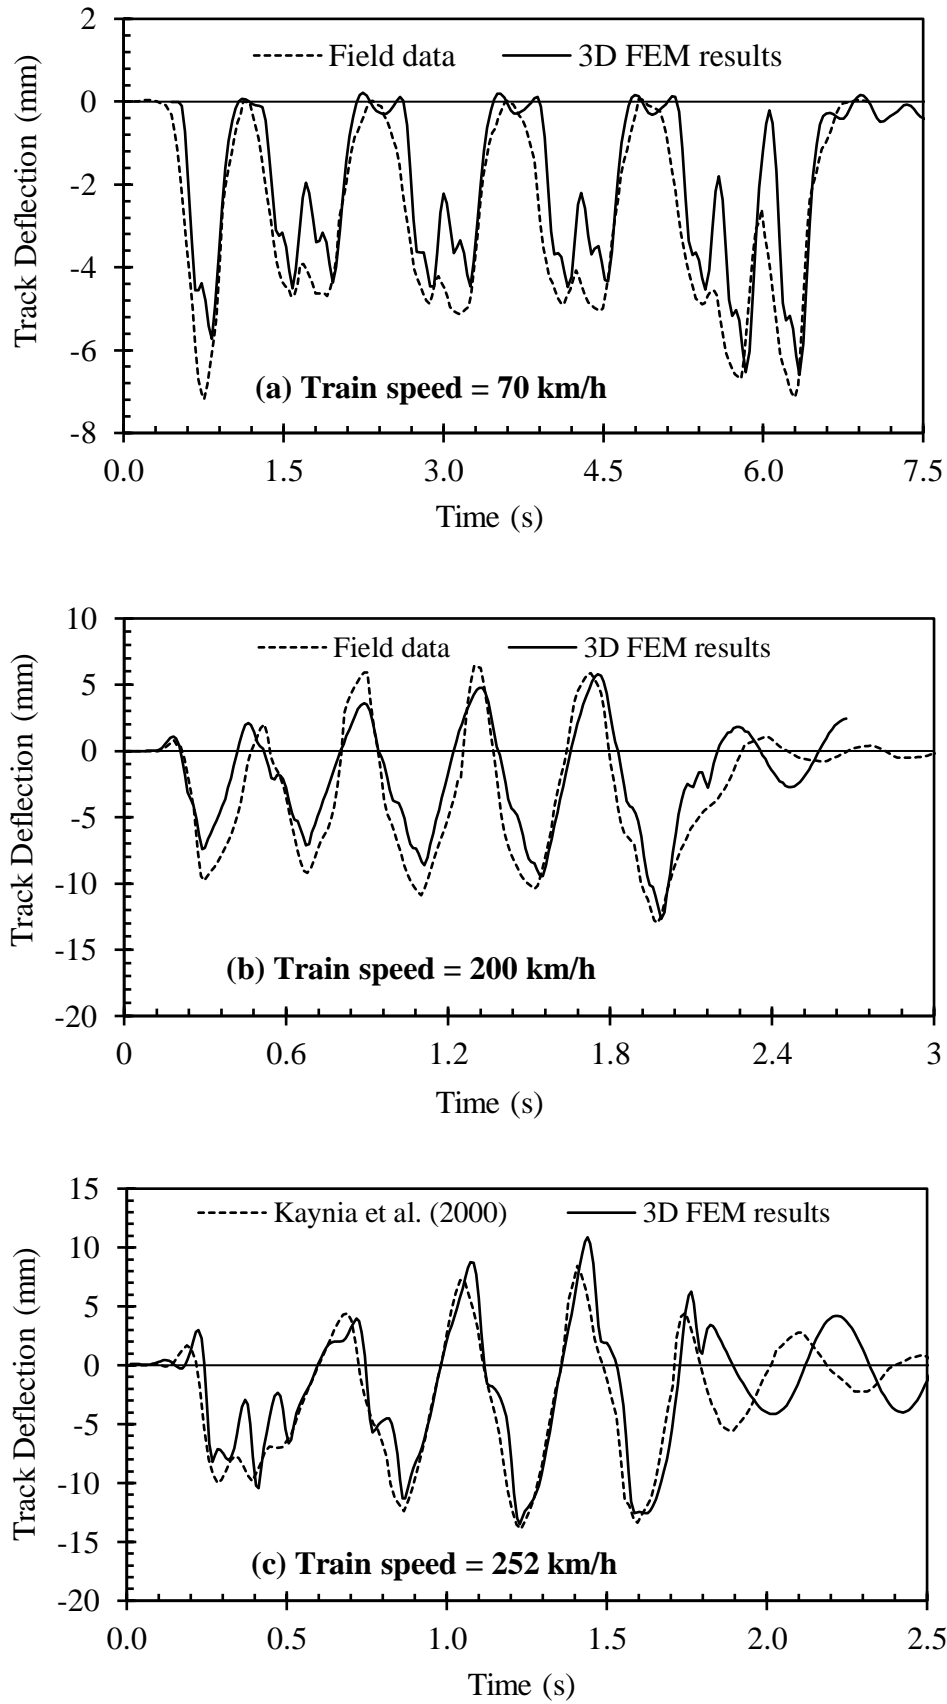 2
Field data 3D FEM results
0
-2
-4
-6
-8
Track Deflection (mm)
(a) Train speed = 70 km/h
0.0 1.5 3.0 4.5 6.0 7.5
Time (s)
10
Field data 3D FEM results
5
0
-5
-10
-15
-20
Track Deflection (mm)
(b) Train speed = 200 km/h
0 0.6 1.2 1.8 2.4 3
Time (s)
15
Kaynia et al. (2000) 3D FEM results
10
5
0
-5
-10
-15
-20
Track Deflection (mm)
(c) Train speed = 252 km/h
0.0 0.5 1.0 1.5 2.0 2.5
Time (s)